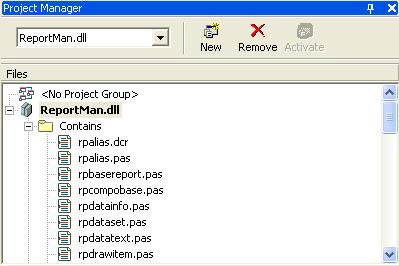 Project Manager
ReportMan.dll
New Remove Activate
Files
<No Project Group>
ReportMan.dll
Contains
rpalias.dcr
rpalias.pas
rpbasereport.pas
rpcompobase.pas
rpdatainfo.pas
rpdataset.pas
rpdatatext.pas
rpdrawitem.pas